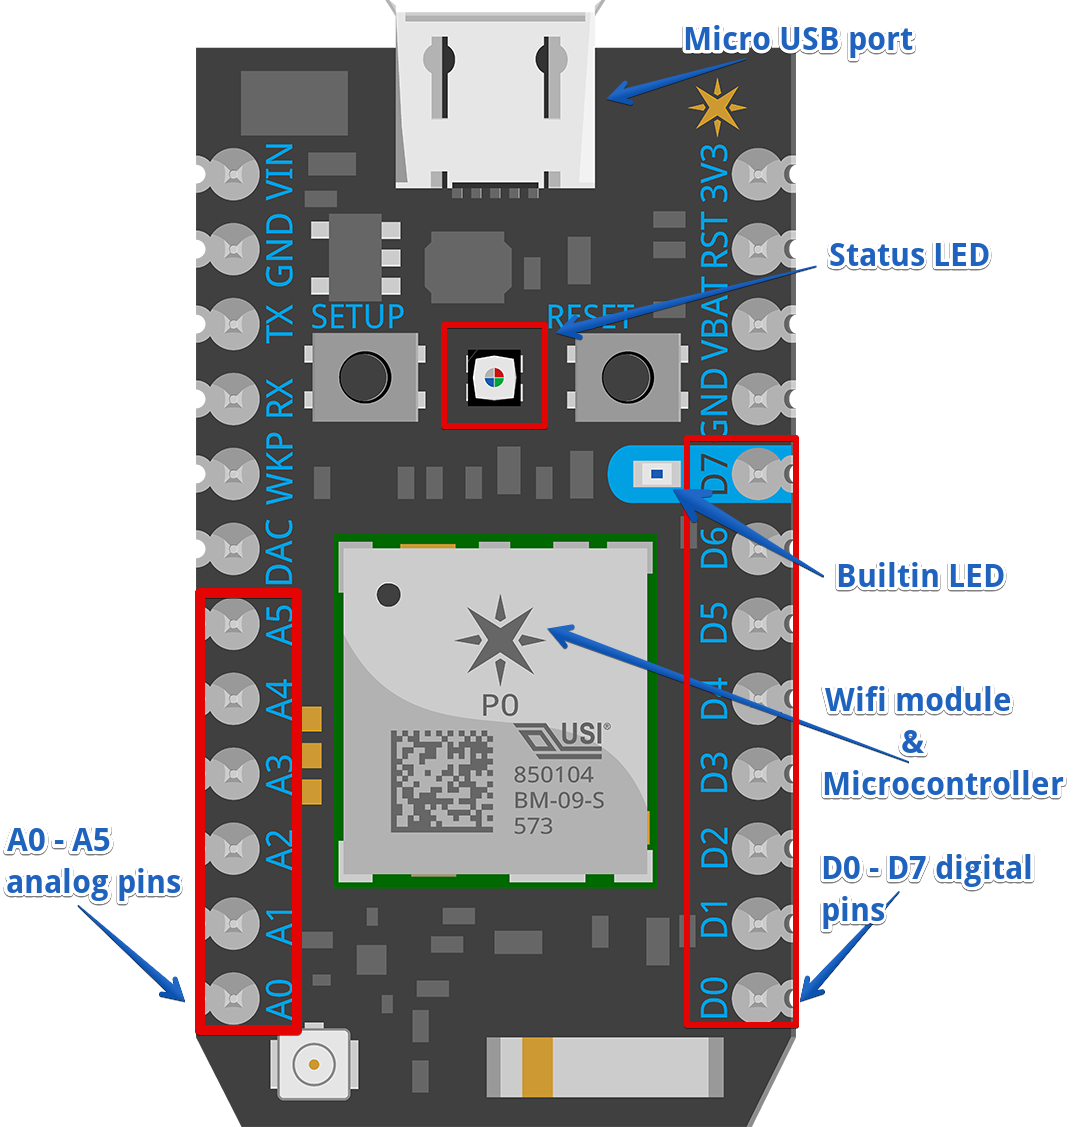 Micro USB port
VIN
GND
TX
RX
WKP
DAC
A5
A4
A3
A2
A1
A0
3V3
RST
VBAT
GND
D7
D6
D5
D4
D3
D2
D1
D0
Status LED
SETUP
RESET
Builtin LED
P0
USI®
850104
BM-09-S
573
Wifi module
&
Microcontroller
A0 - A5
analog pins
D0 - D7 digital
pins